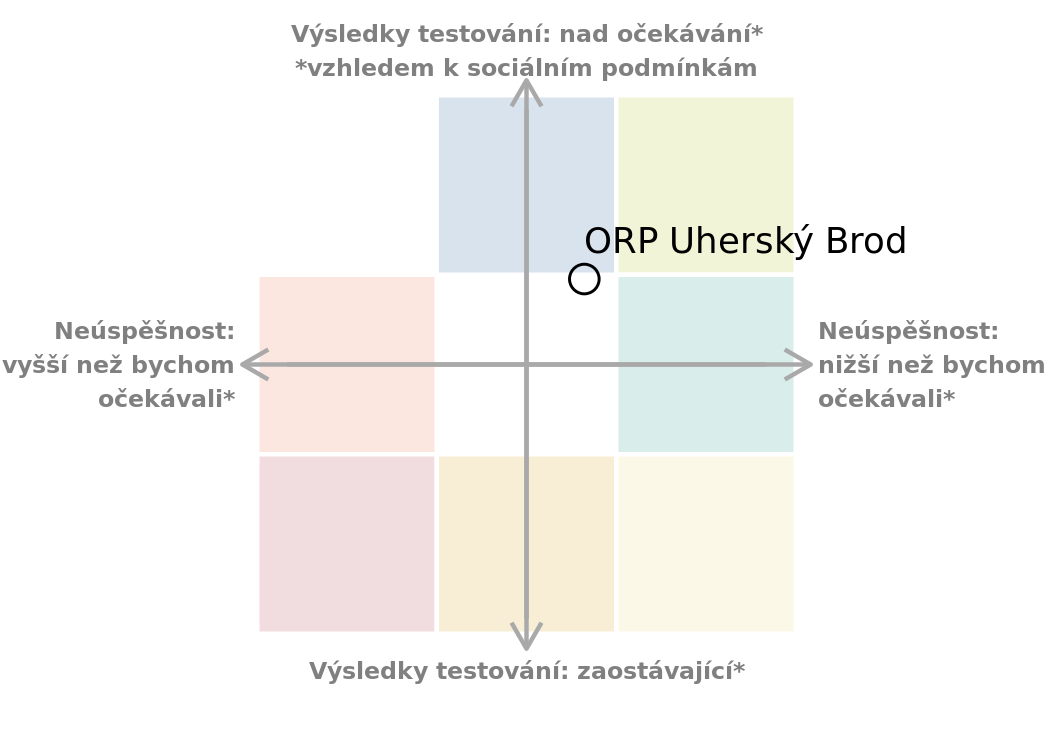 Výsledky testování: nad očekávání*
*vzhledem k sociálním podmínkám
ORP Uherský Brod
Neúspěšnost:
vyšší než bychom
očekávali*
Neúspěšnost:
nižší než bychom
očekávali*
Výsledky testování: zaostávající*